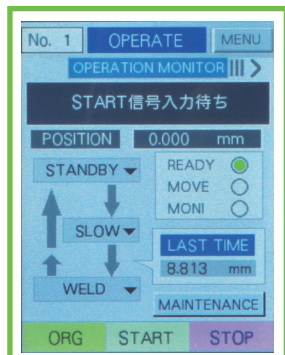 No. 1 OPERATE MENU
OPERATION MONITOR
START信号入力待ち
POSITION 0.000 mm
STANDBY
READY
MOVE
MONI
SLOW
LAST TIME
8.813 mm
WELD
MAINTENANCE
ORG START STOP